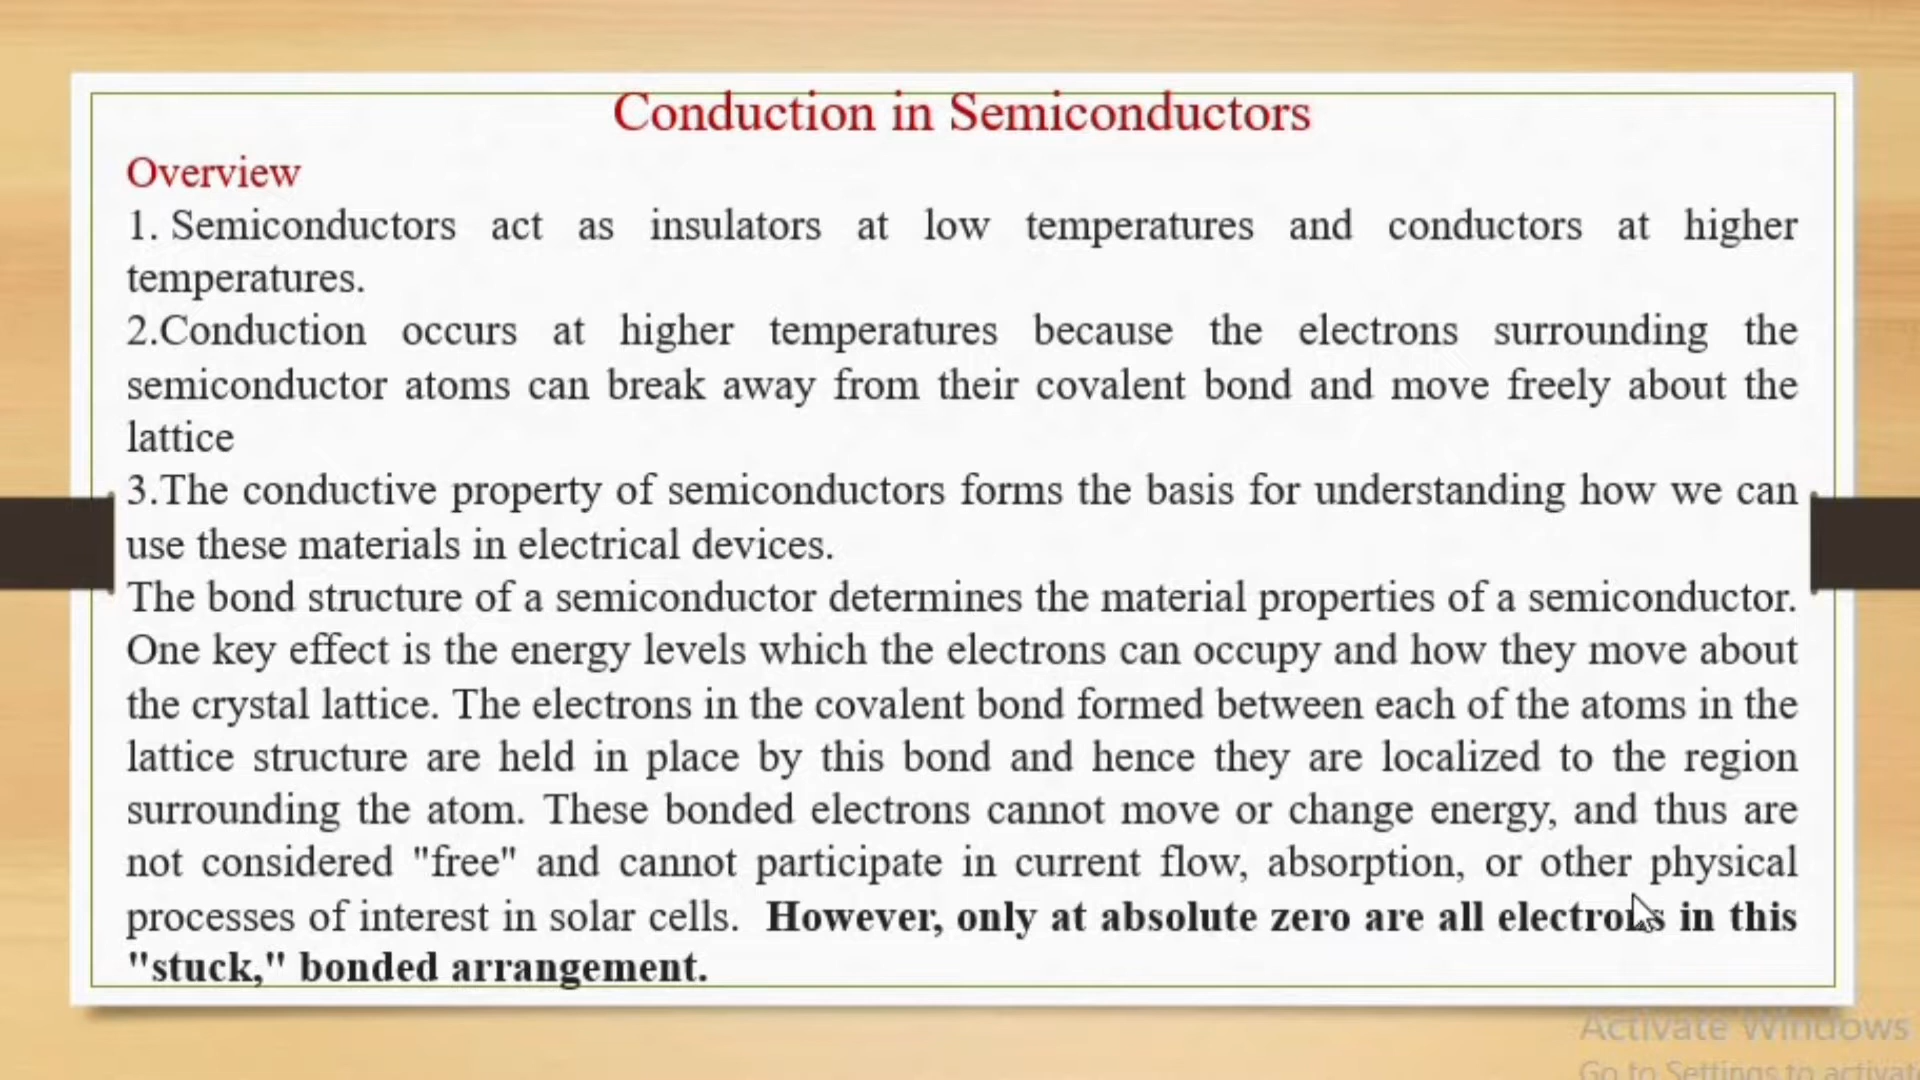 Conduction in Semiconductors
Overview
1. Semiconductors act as insulators at low temperatures and conductors at higher
temperatures.
2.Conduction occurs at higher temperatures because the electrons surrounding the
semiconductor atoms can break away from their covalent bond and move freely about the
lattice
3.The conductive property of semiconductors forms the basis for understanding how we can
use these materials in electrical devices.
The bond structure of a semiconductor determines the material properties of a semiconductor.
One key effect is the energy levels which the electrons can occupy and how they move about
the crystal lattice. The electrons in the covalent bond formed between each of the atoms in the
lattice structure are held in place by this bond and hence they are localized to the region
surrounding the atom. These bonded electrons cannot move or change energy, and thus are
not considered "free" and cannot participate in current flow, absorption, or other physical
processes of interest in solar cells. However, only at absolute zero are all electrons in this
"stuck," bonded arrangement.
Activate Windows
Go to Settings to activate